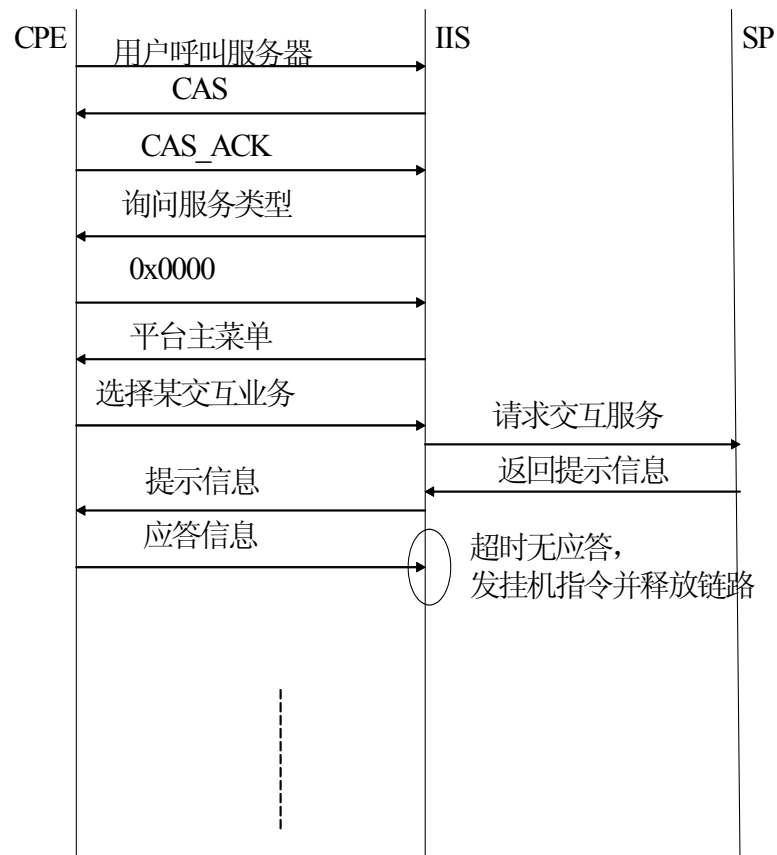 CPE
IIS
SP
用户呼叫服务器
CAS
CAS_ACK
询问服务类型
0x0000
平台主菜单
选择某交互业务
请求交互服务
返回提示信息
提示信息
应答信息
超时无应答，
发挂机指令并释放链路